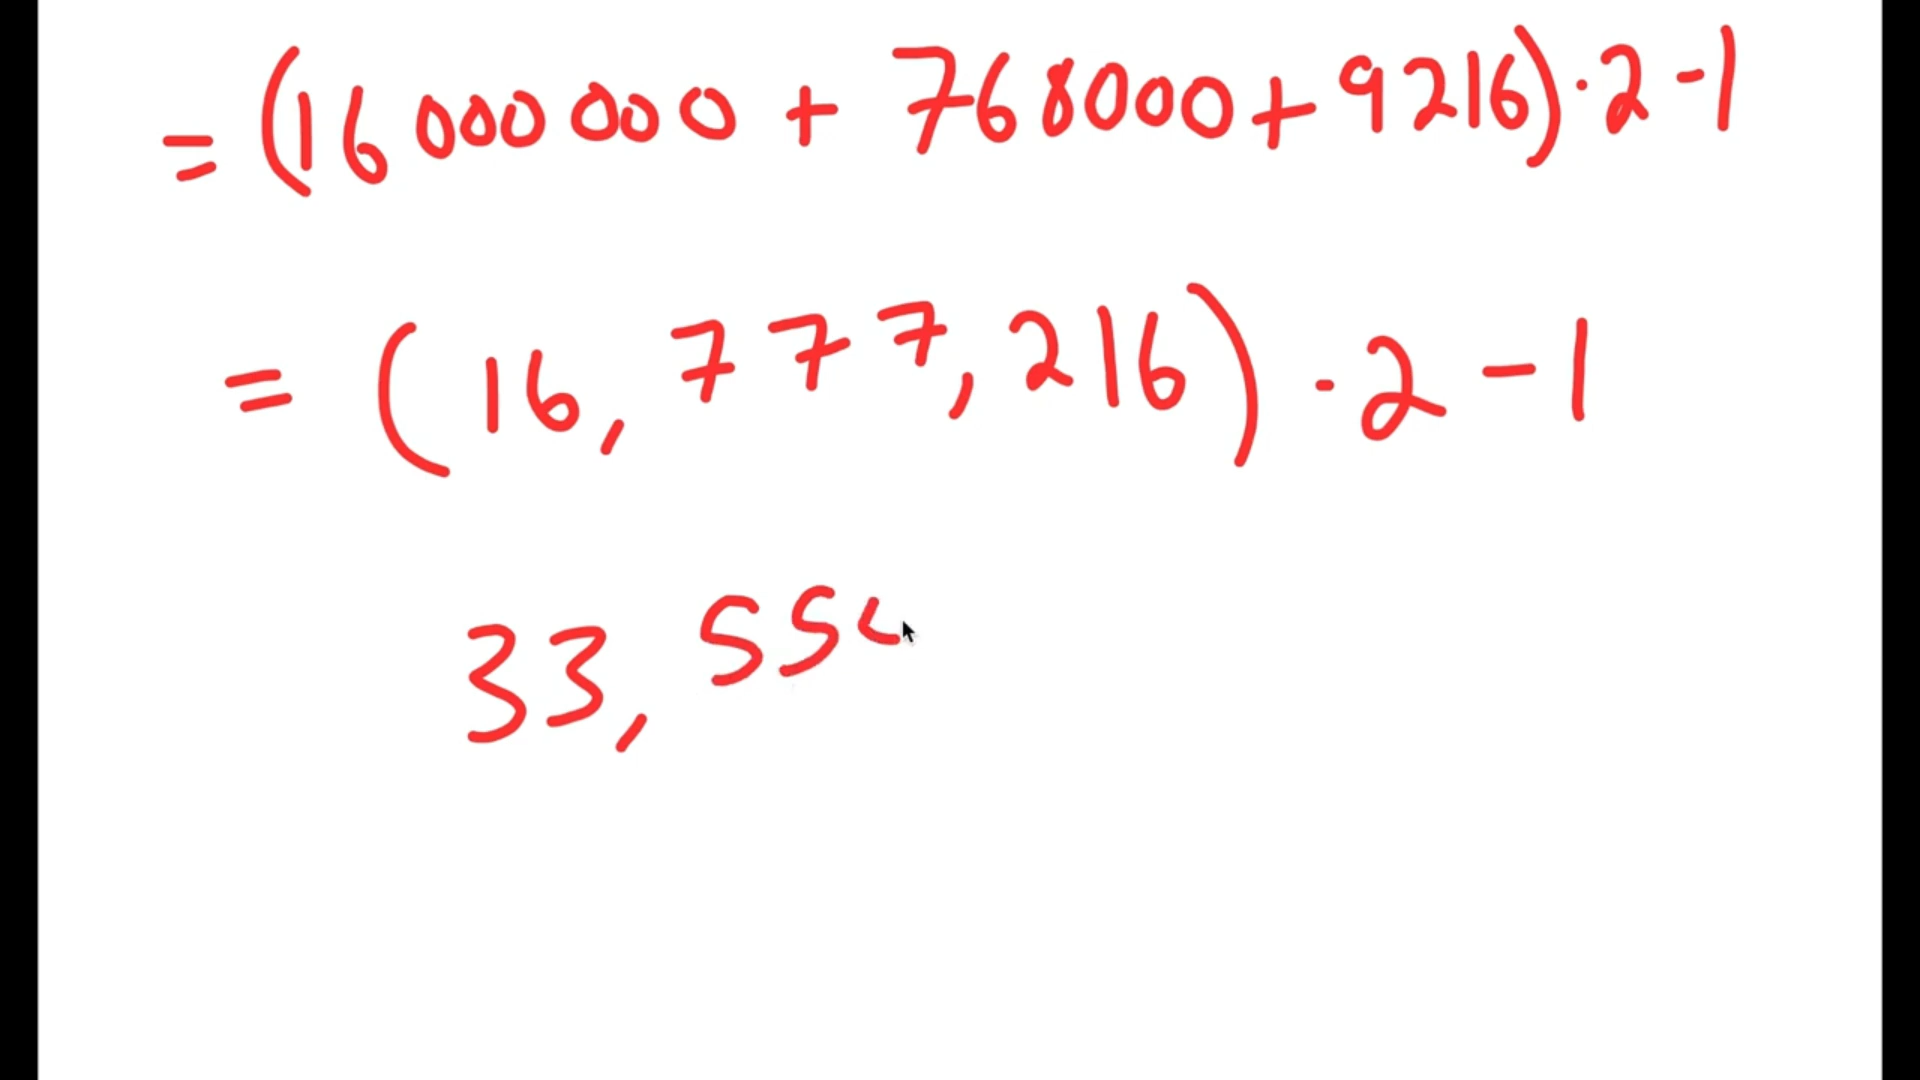 = (16000000 + 768000 + 9216) · 2 - 1
= (16,777,216) · 2 - 1
33,55